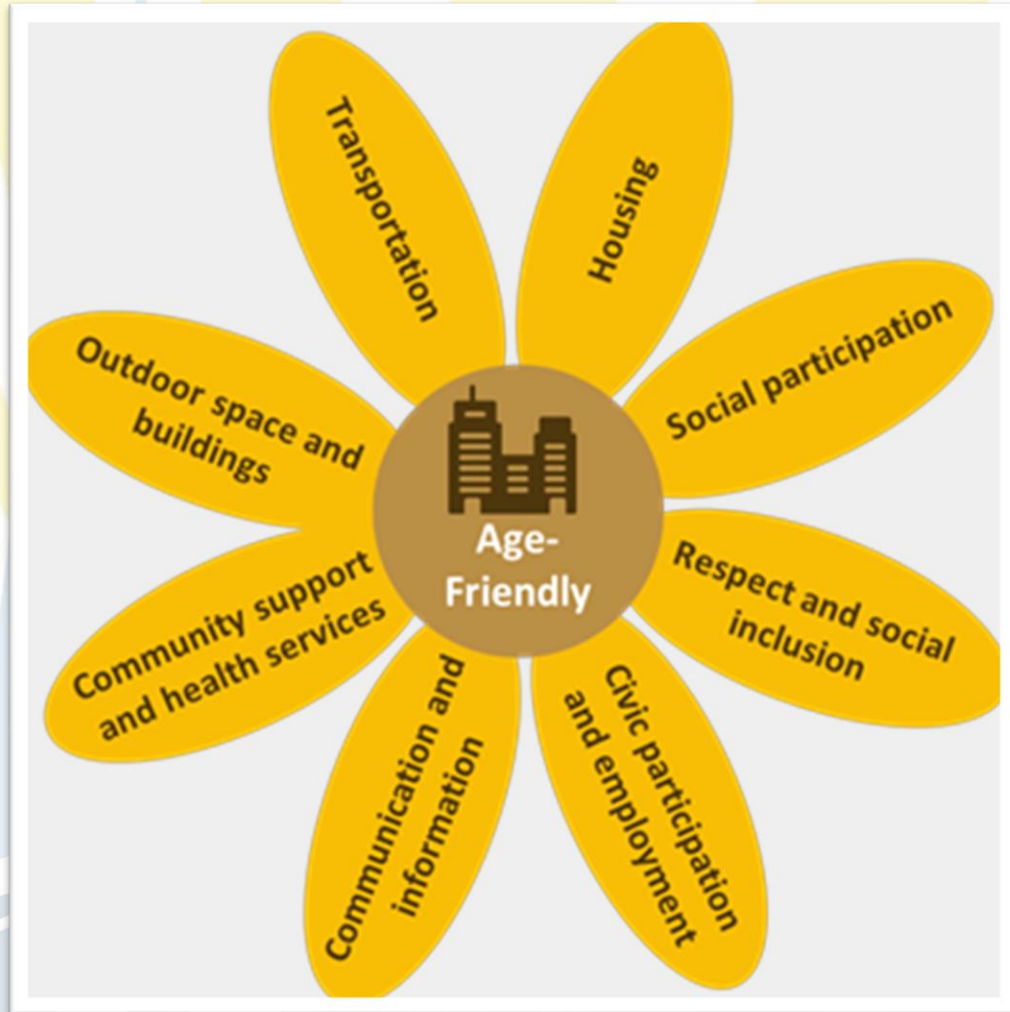 Transportation
Housing
Social participation
Respect and social
inclusion
Civic participation
and employment
Communication and
information
Community support
and health services
Outdoor space and
buildings
Age-
Friendly